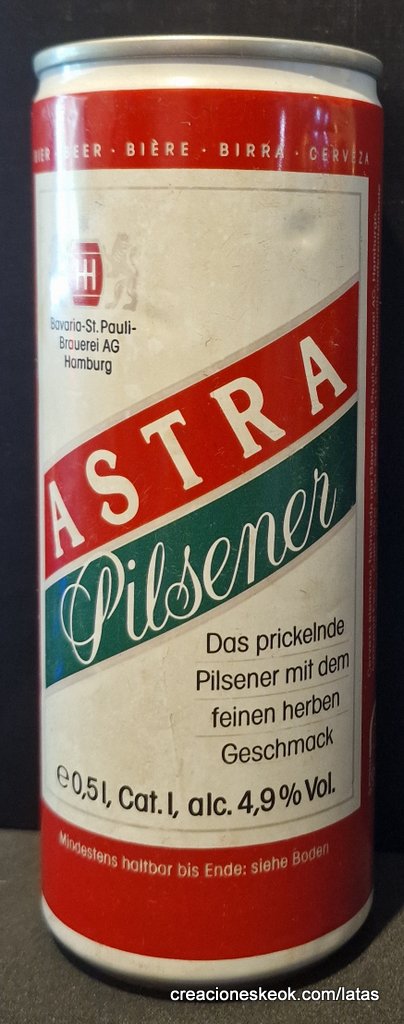 BIER · BEER · BIÈRE · BIRRA · CERVEZA
Bavaria-St. Pauli-
Brauerei AG
Hamburg
ASTRA
Pilsener
Das prickelnde
Pilsener mit dem
feinen herben
Geschmack
℮ 0,5 l, Cat. I, alc. 4,9 % Vol.
Mindestens haltbar bis Ende: siehe Boden
creacioneskeok.com/latas